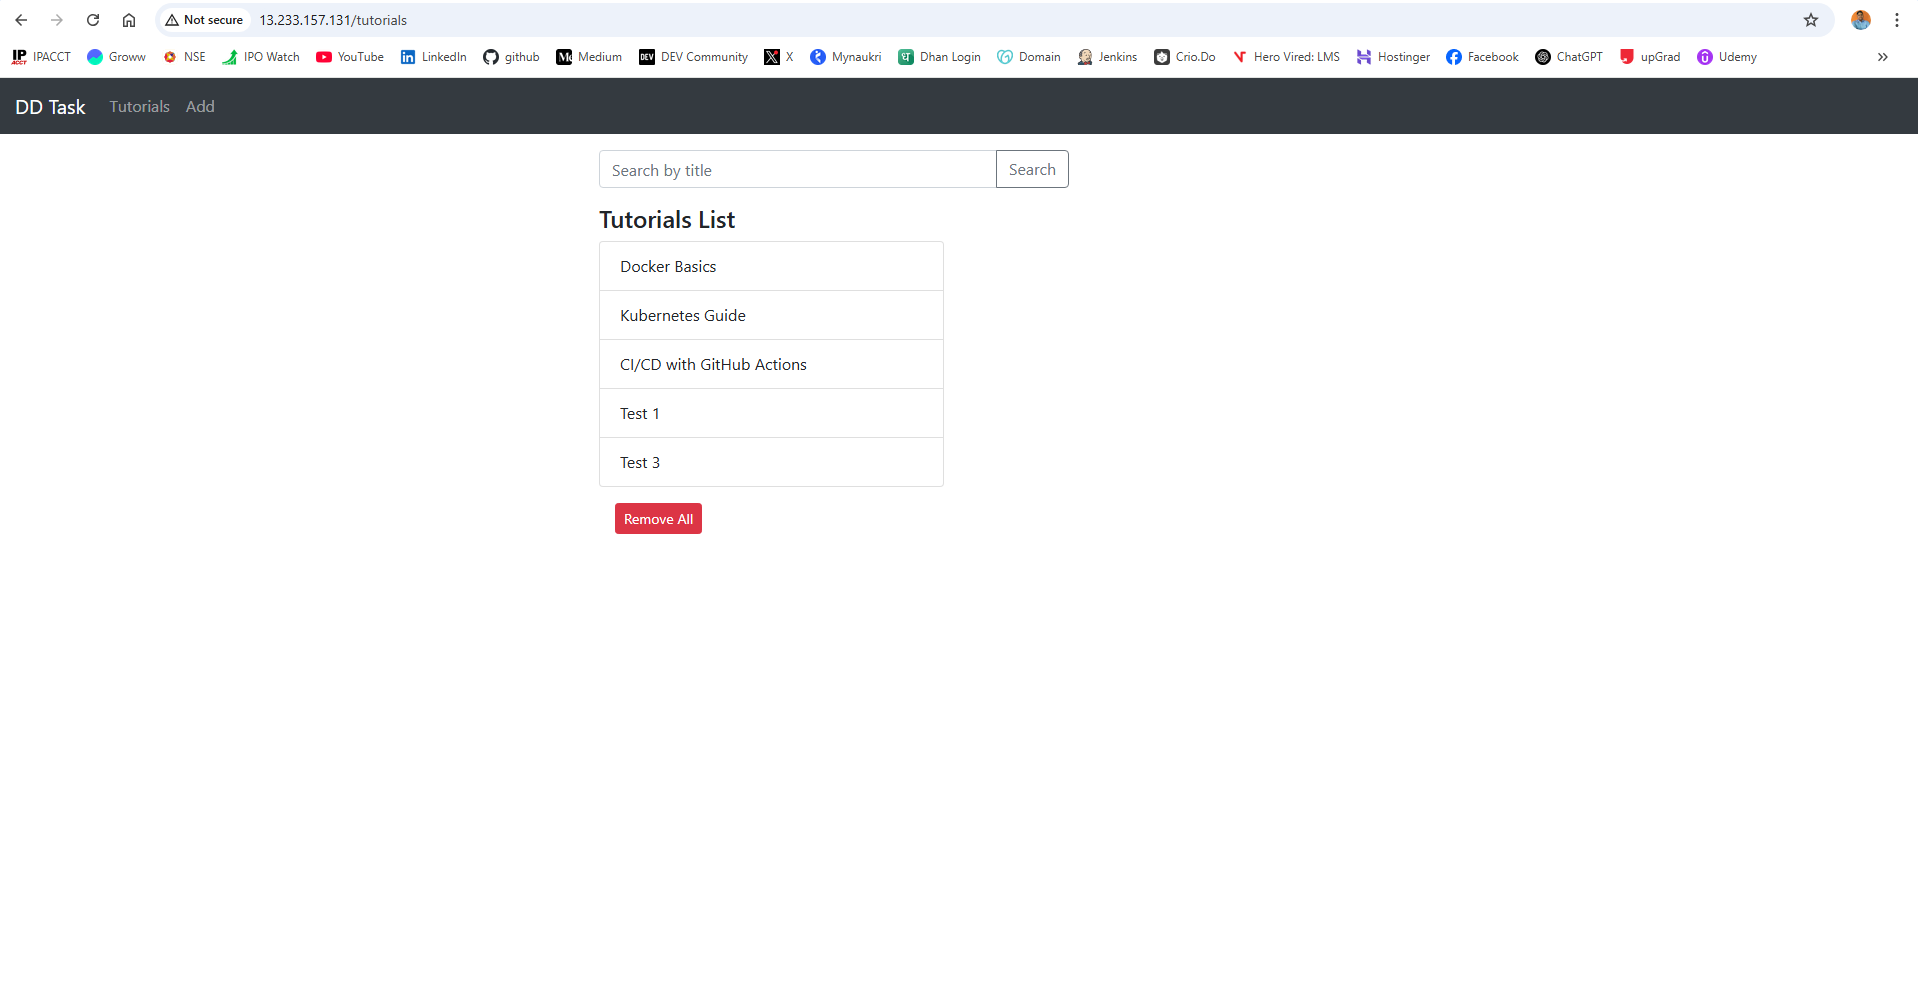 Not secure 13.233.157.131/tutorials
IP ACCT IPACCT Groww NSE IPO Watch YouTube LinkedIn github Medium DEV DEV Community X Mynaukri Dhan Login Domain Jenkins Crio.Do Hero Vired: LMS Hostinger Facebook ChatGPT upGrad Udemy
DD Task Tutorials Add
Search by title Search
Tutorials List
Docker Basics
Kubernetes Guide
CI/CD with GitHub Actions
Test 1
Test 3
Remove All